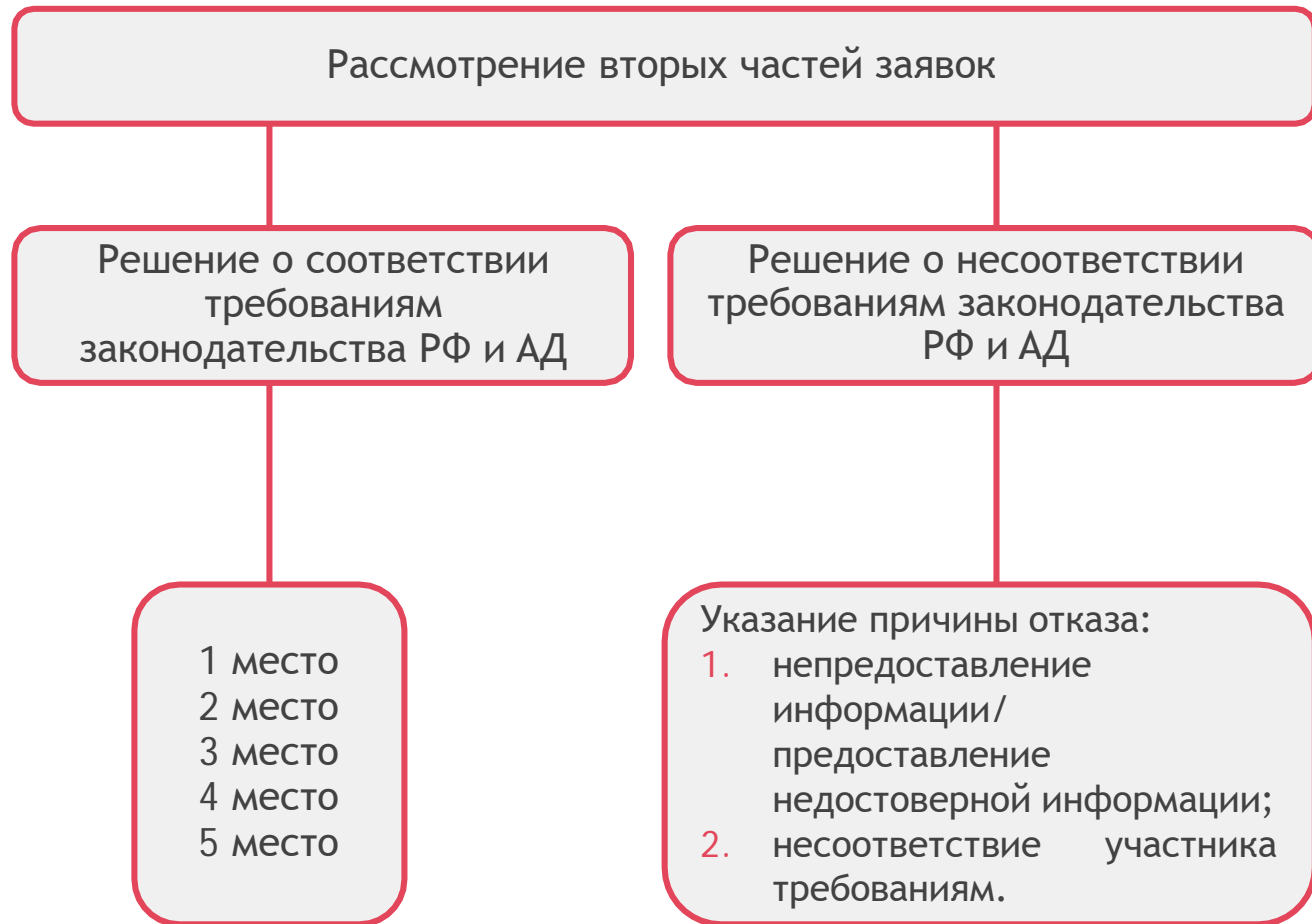 Рассмотрение вторых частей заявок
Решение о соответствии
требованиям
законодательства РФ и АД
Решение о несоответствии
требованиям законодательства
РФ и АД
1 место
2 место
3 место
4 место
5 место
Указание причины отказа:
1. непредоставление
информации/
предоставление
недостоверной информации;
2. несоответствие участника
требованиям.